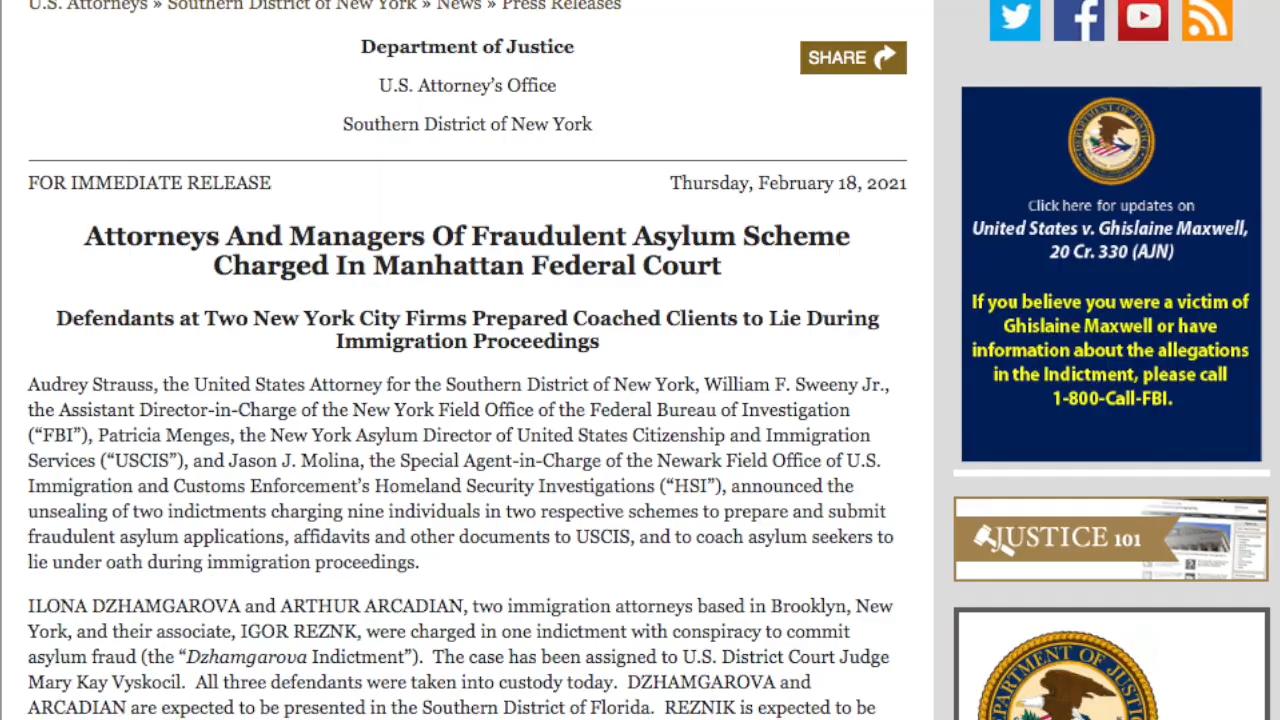 U.S. Attorneys » Southern District of New York » News » Press Releases
Department of Justice
SHARE
U.S. Attorney's Office
Southern District of New York
FOR IMMEDIATE RELEASE
Thursday, February 18, 2021
Attorneys And Managers Of Fraudulent Asylum Scheme
Charged In Manhattan Federal Court
Defendants at Two New York City Firms Prepared Coached Clients to Lie During
Immigration Proceedings
Audrey Strauss, the United States Attorney for the Southern District of New York, William F. Sweeny Jr.,
the Assistant Director-in-Charge of the New York Field Office of the Federal Bureau of Investigation
(“FBI”), Patricia Menges, the New York Asylum Director of United States Citizenship and Immigration
Services (“USCIS”), and Jason J. Molina, the Special Agent-in-Charge of the Newark Field Office of U.S.
Immigration and Customs Enforcement’s Homeland Security Investigations (“HSI”), announced the
unsealing of two indictments charging nine individuals in two respective schemes to prepare and submit
fraudulent asylum applications, affidavits and other documents to USCIS, and to coach asylum seekers to
lie under oath during immigration proceedings.
ILONA DZHAMGAROVA and ARTHUR ARCADIAN, two immigration attorneys based in Brooklyn, New
York, and their associate, IGOR REZNK, were charged in one indictment with conspiracy to commit
asylum fraud (the “Dzhamgarova Indictment”).  The case has been assigned to U.S. District Court Judge
Mary Kay Vyskocil.  All three defendants were taken into custody today.  DZHAMGAROVA and
ARCADIAN are expected to be presented in the Southern District of Florida.  REZNIK is expected to be
Click here for updates on
United States v. Ghislaine Maxwell,
20 Cr. 330 (AJN)
If you believe you were a victim of
Ghislaine Maxwell or have
information about the allegations
in the Indictment, please call
1-800-Call-FBI.
JUSTICE 101
DEPARTMENT OF JUSTICE